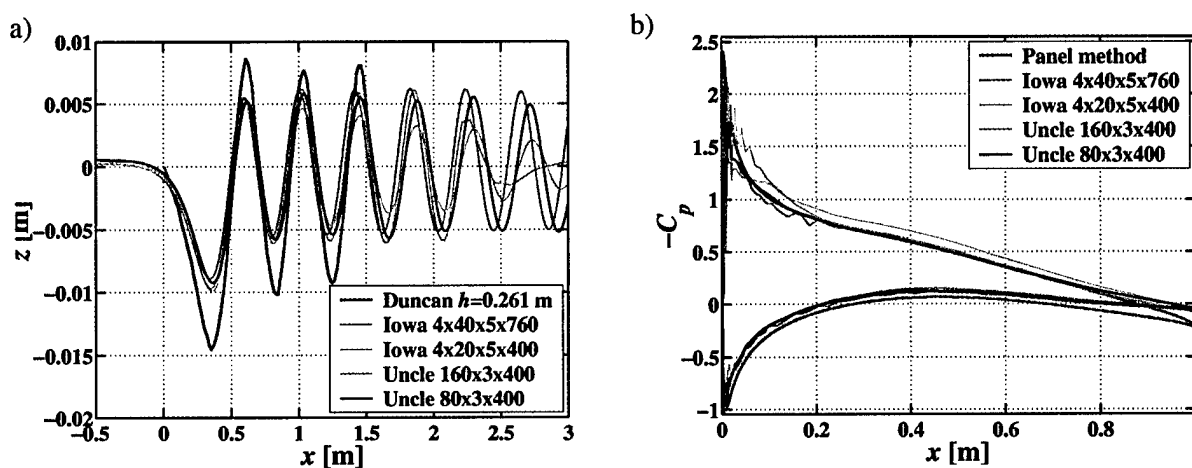 a)
z [m]
0.01
0.005
0
−0.005
−0.01
−0.015
−0.02
−0.5
0
0.5
1
1.5
2
2.5
3
x [m]
Duncan h=0.261 m
Iowa 4x40x5x760
Iowa 4x20x5x400
Uncle 160x3x400
Uncle 80x3x400
b)
−C_p
2.5
2
1.5
1
0.5
0
−0.5
−1
0
0.2
0.4
0.6
0.8
x [m]
Panel method
Iowa 4x40x5x760
Iowa 4x20x5x400
Uncle 160x3x400
Uncle 80x3x400